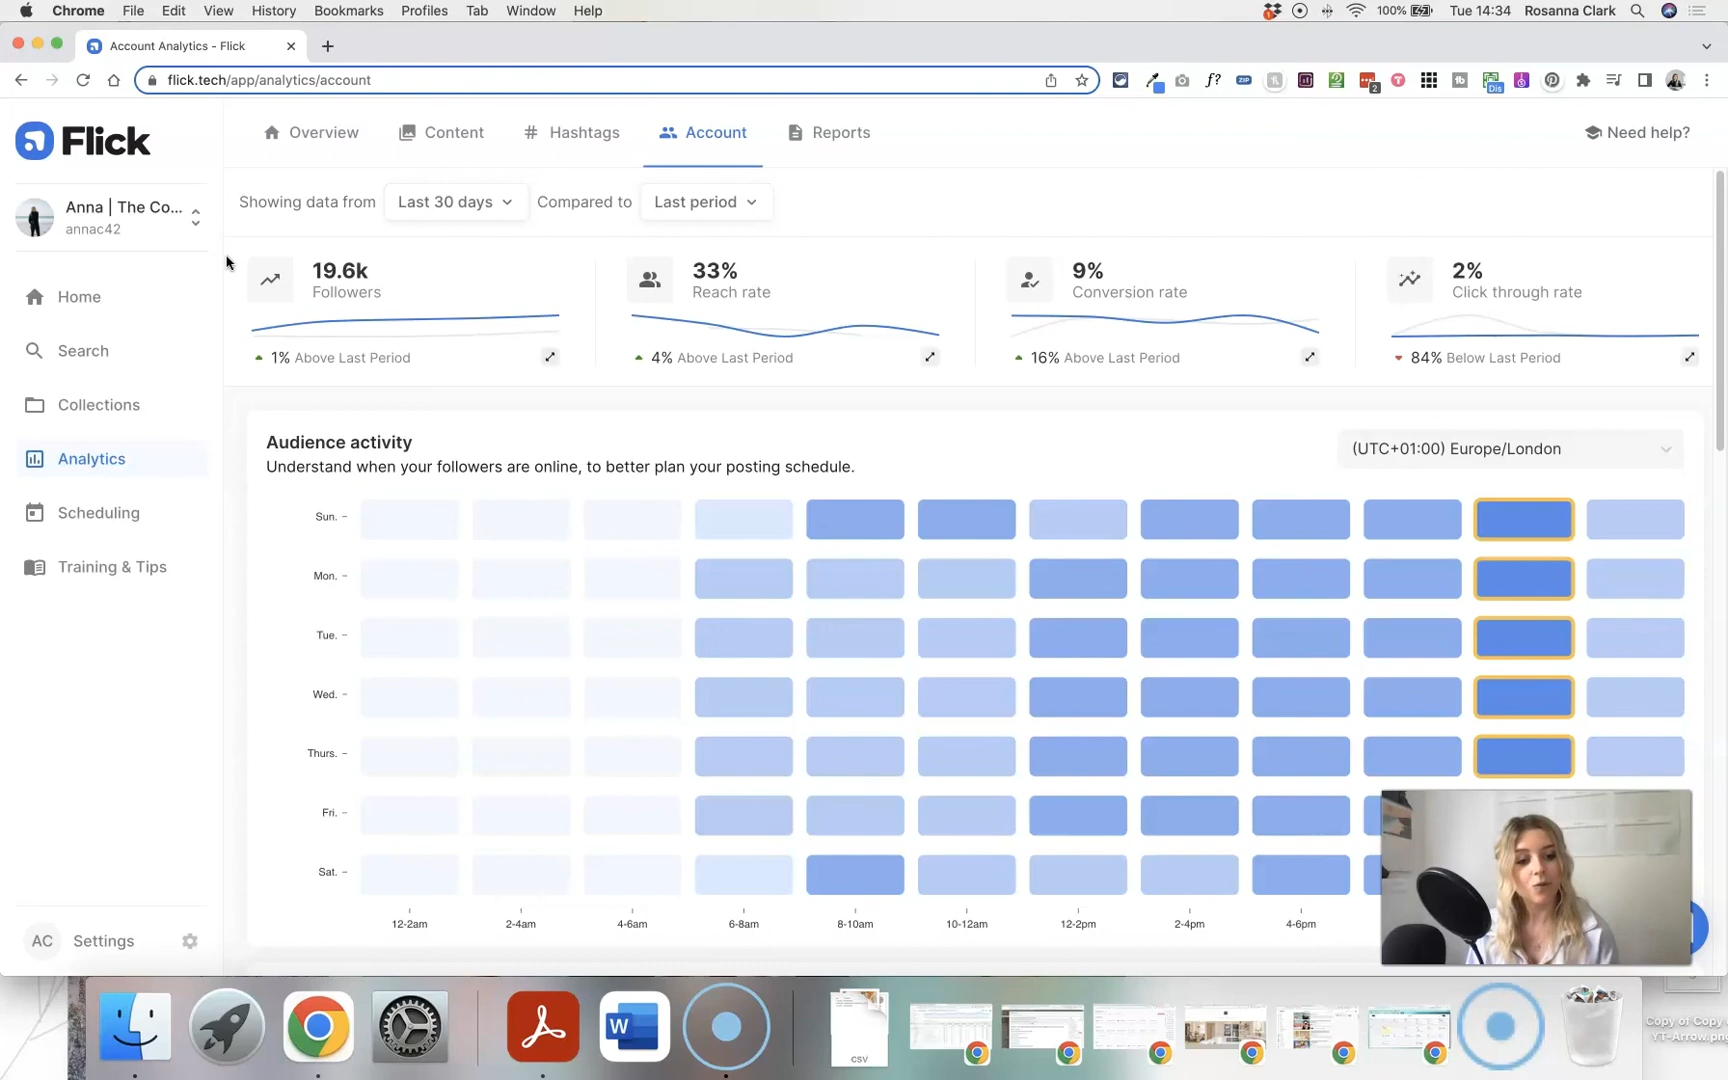 Chrome File Edit View History Bookmarks Profiles Tab Window Help
100% Tue 14:34 Rosanna Clark
Account Analytics - Flick
flick.tech/app/analytics/account
Flick
Overview Content Hashtags Account Reports
Need help?
Anna | The Co...
annac42
Showing data from Last 30 days Compared to Last period
19.6k
Followers
1% Above Last Period
33%
Reach rate
4% Above Last Period
9%
Conversion rate
16% Above Last Period
2%
Click through rate
84% Below Last Period
Home
Search
Collections
Analytics
Scheduling
Training & Tips
AC Settings
Audience activity
Understand when your followers are online, to better plan your posting schedule.
(UTC+01:00) Europe/London
Sun.
Mon.
Tue.
Wed.
Thurs.
Fri.
Sat.
12-2am 2-4am 4-6am 6-8am 8-10am 10-12am 12-2pm 2-4pm 4-6pm
W
CSV
Copy of Copy
YT-Arrow.png